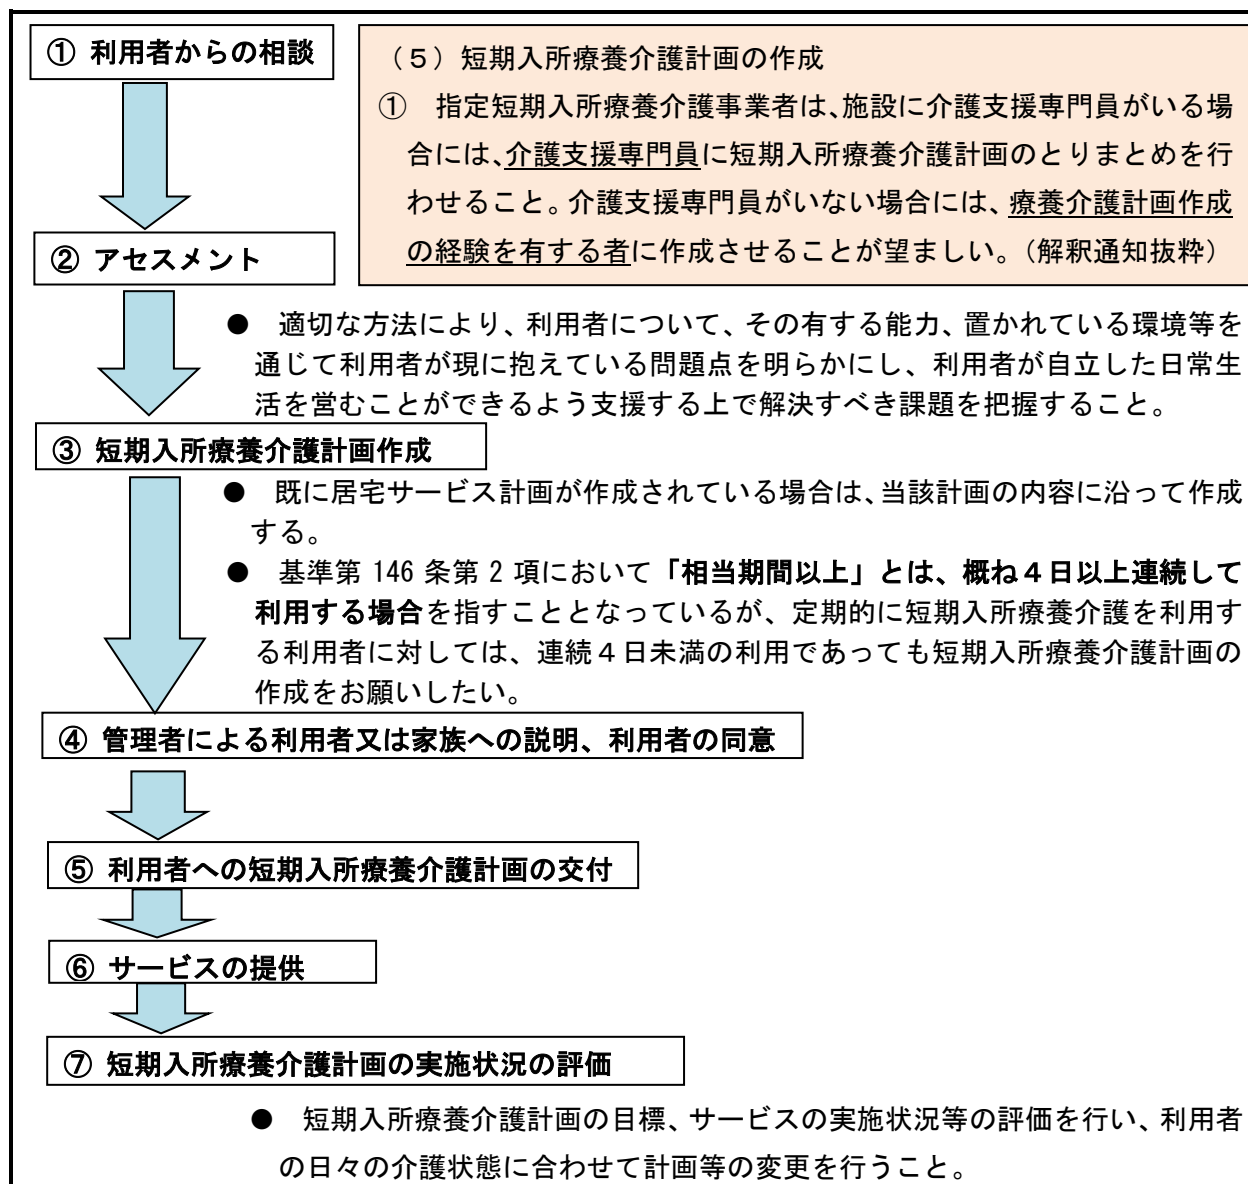 ① 利用者からの相談
（５）短期入所療養介護計画の作成
① 指定短期入所療養介護事業者は、施設に介護支援専門員がいる場
合には、介護支援専門員に短期入所療養介護計画のとりまとめを行
わせること。介護支援専門員がいない場合には、療養介護計画作成
の経験を有する者に作成させることが望ましい。（解釈通知抜粋）
② アセスメント
● 適切な方法により、利用者について、その有する能力、置かれている環境等を
通じて利用者が現に抱えている問題点を明らかにし、利用者が自立した日常生
活を営むことができるよう支援する上で解決すべき課題を把握すること。
③ 短期入所療養介護計画作成
● 既に居宅サービス計画が作成されている場合は、当該計画の内容に沿って作成
する。
● 基準第 146 条第 2 項において「相当期間以上」とは、概ね４日以上連続して
利用する場合を指すこととなっているが、定期的に短期入所療養介護を利用す
る利用者に対しては、連続４日未満の利用であっても短期入所療養介護計画の
作成をお願いしたい。
④ 管理者による利用者又は家族への説明、利用者の同意
⑤ 利用者への短期入所療養介護計画の交付
⑥ サービスの提供
⑦ 短期入所療養介護計画の実施状況の評価
● 短期入所療養介護計画の目標、サービスの実施状況等の評価を行い、利用者
の日々の介護状態に合わせて計画等の変更を行うこと。